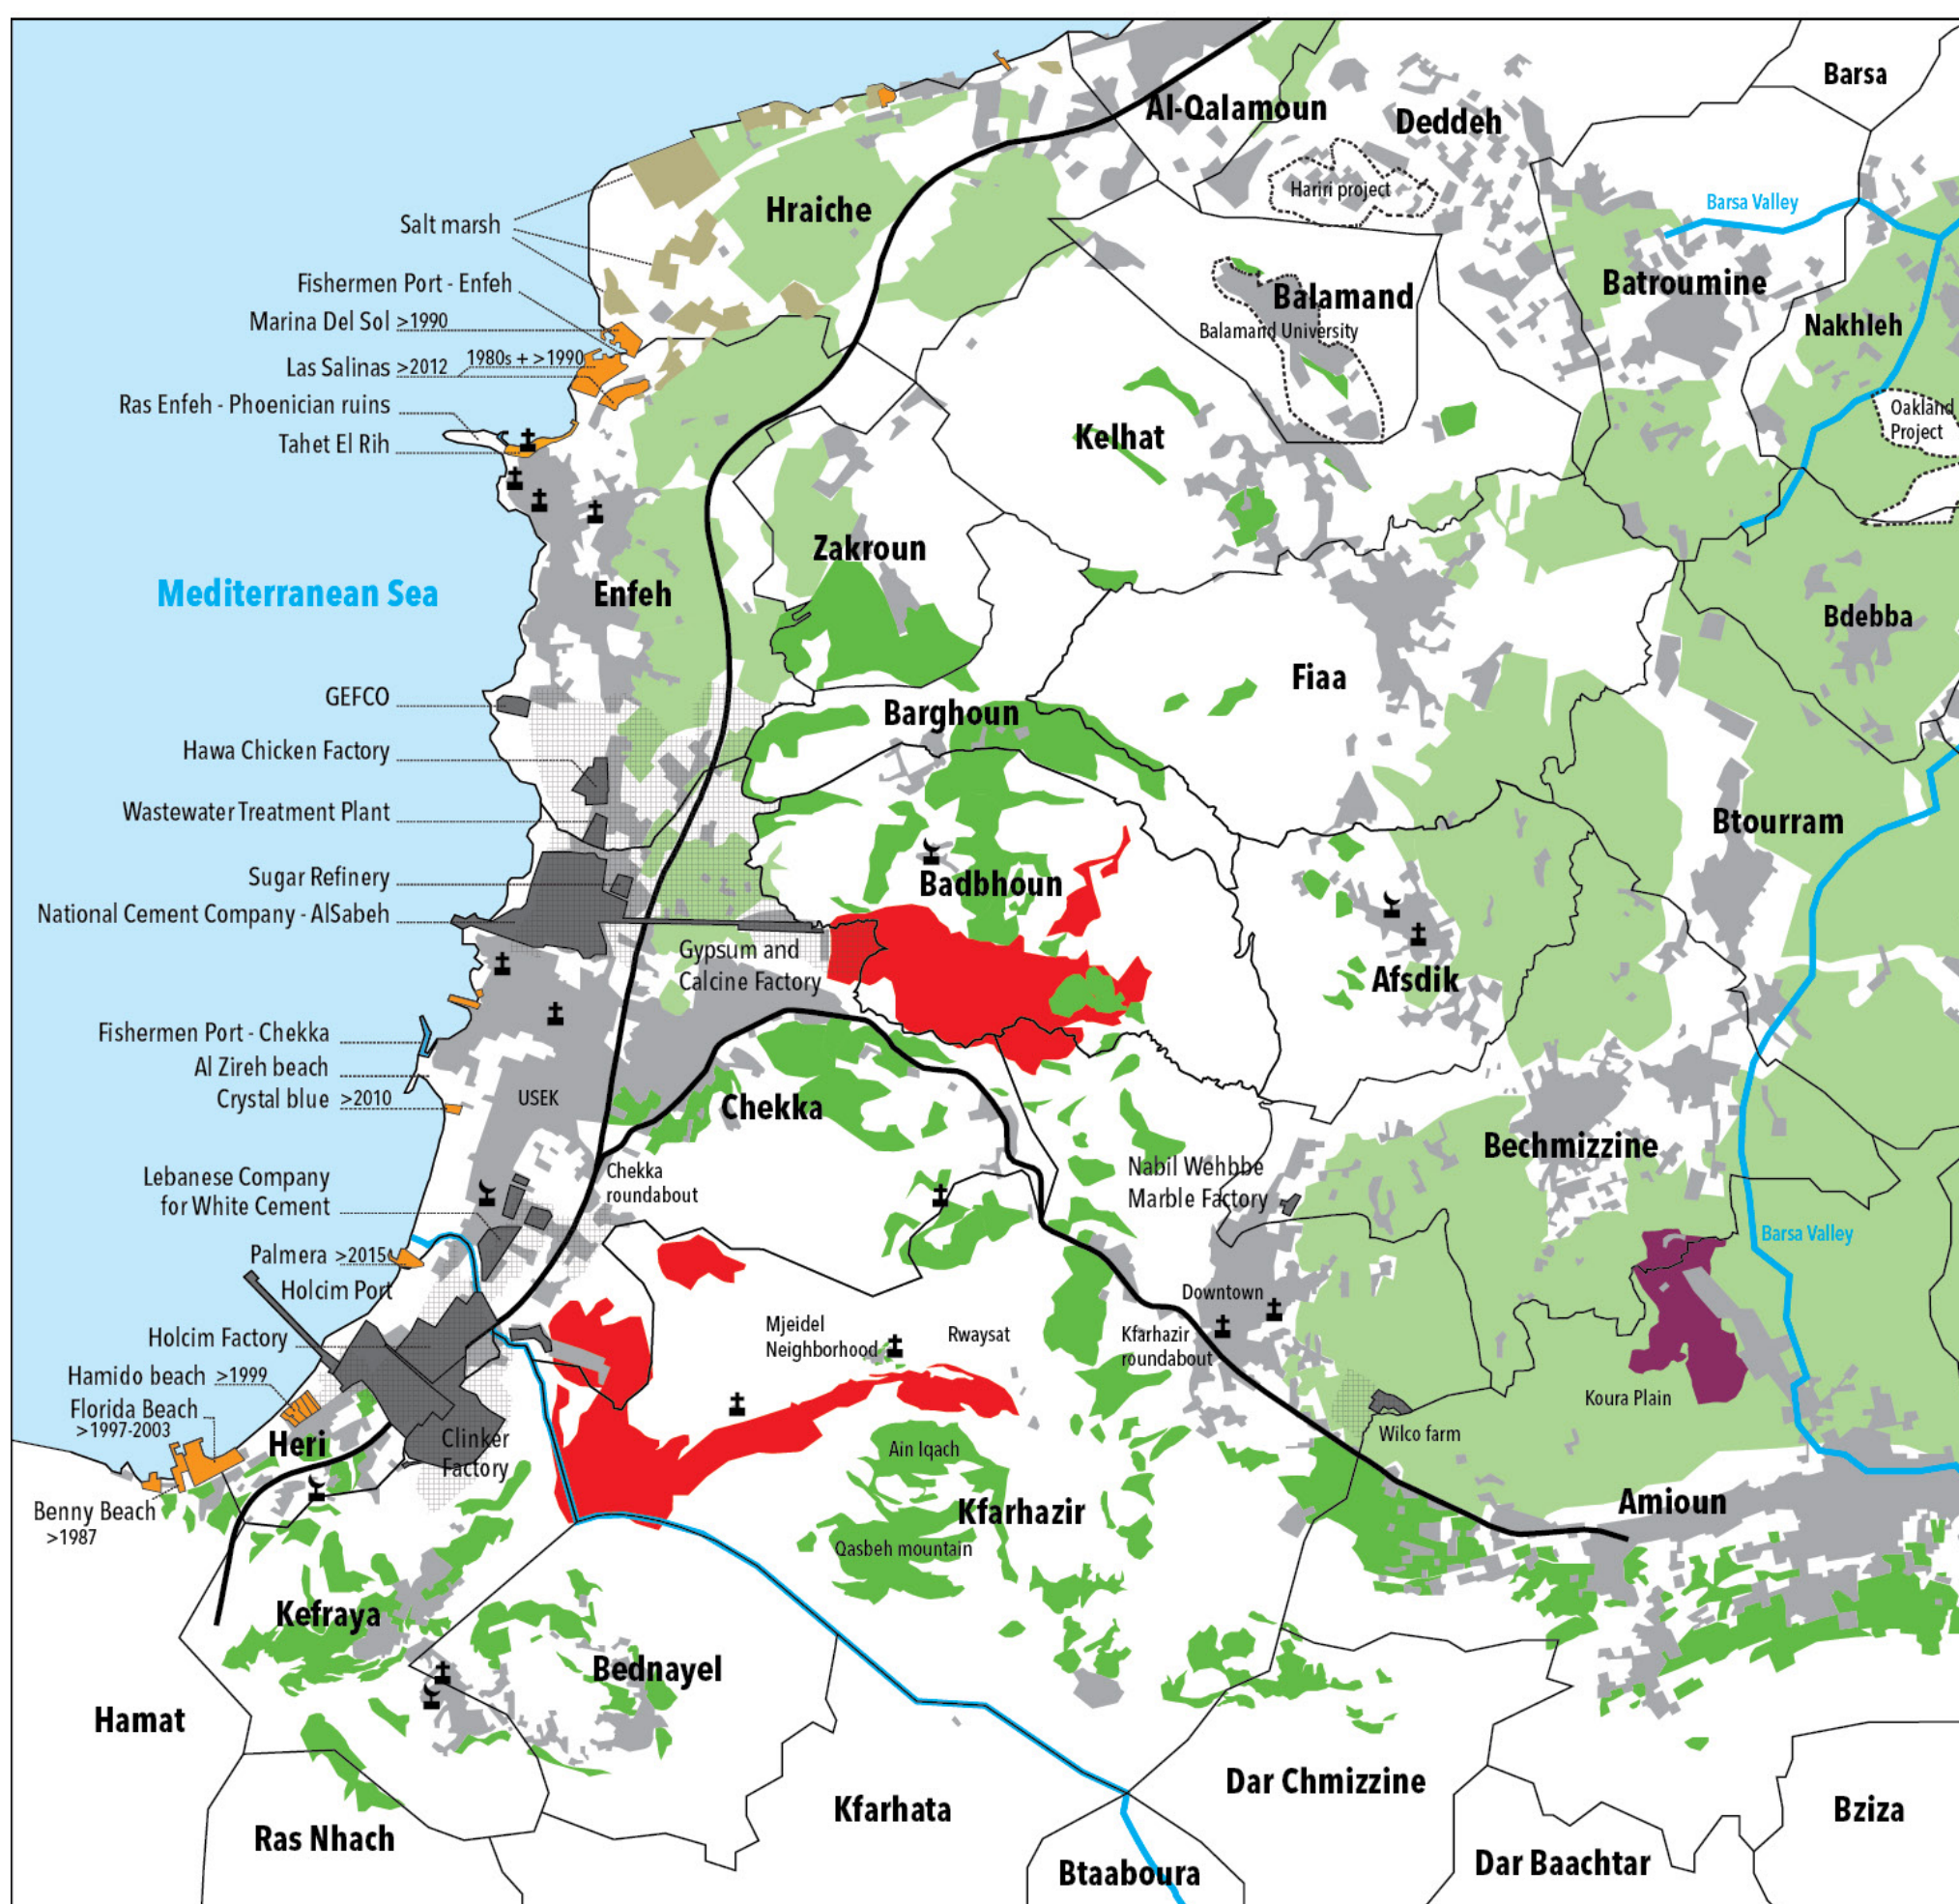 Barsa
Al-Qalamoun
Deddeh
Hariri project
Hraiche
Barsa Valley
Salt marsh
Batroumine
Balamand
Balamand University
Nakhleh
Fishermen Port - Enfeh
Marina Del Sol >1990
1980s + >1990
Las Salinas >2012
Ras Enfeh - Phoenician ruins
Tahet El Rih
Oakland
Project
Kelhat
Zakroun
Mediterranean Sea
Enfeh
Bdebba
Fiaa
GEFCO
Barghoun
Hawa Chicken Factory
Wastewater Treatment Plant
Btourram
Sugar Refinery
Badbhoun
National Cement Company - AlSabeh
Gypsum and
Calcine Factory
Afsdik
Fishermen Port - Chekka
Al Zireh beach
Crystal blue >2010
USEK
Chekka
Bechmizzine
Lebanese Company
for White Cement
Chekka
roundabout
Nabil Wehbbe
Marble Factory
Palmera >2015
Barsa Valley
Holcim Port
Downtown
Holcim Factory
Mjeidel
Neighborhood
Rwaysat
Kfarhazir
roundabout
Hamido beach >1999
Koura Plain
Florida Beach
>1997-2003
Heri
Clinker
Factory
Ain Iqach
Wilco farm
Benny Beach
>1987
Kfarhazir
Amioun
Qasbeh mountain
Kefraya
Bednayel
Hamat
Dar Chmizzine
Kfarhata
Bziza
Ras Nhach
Btaaboura
Dar Baachtar